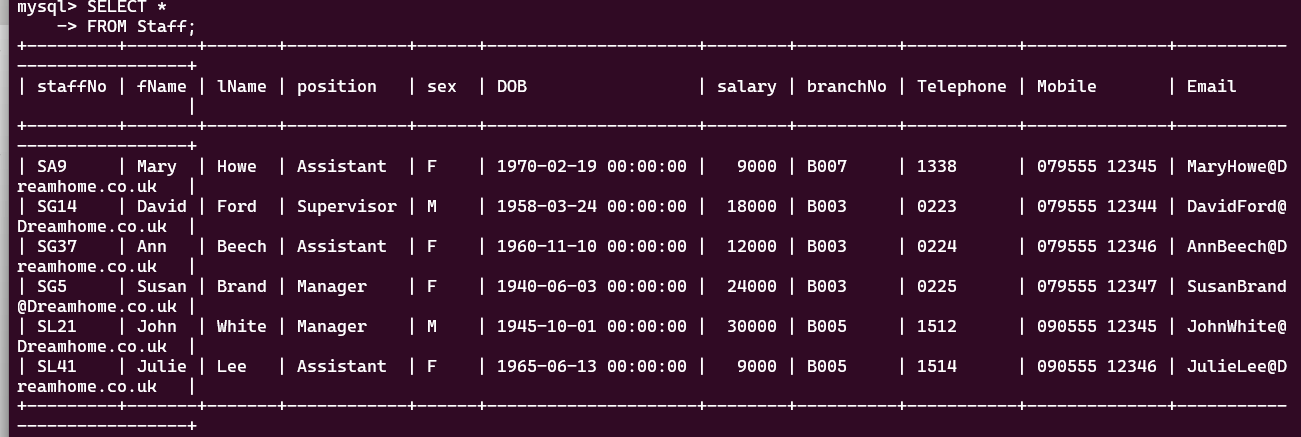 mysql> SELECT *
    -> FROM Staff;
+---------+-------+-------+------------+------+---------------------+--------+----------+-----------+--------------+-----------
-----------------+
| staffNo | fName | lName | position   | sex  | DOB                 | salary | branchNo | Telephone | Mobile       | Email
                 |
+---------+-------+-------+------------+------+---------------------+--------+----------+-----------+--------------+-----------
-----------------+
| SA9     | Mary  | Howe  | Assistant  | F    | 1970-02-19 00:00:00 |   9000 | B007     | 1338      | 079555 12345 | MaryHowe@D
reamhome.co.uk   |
| SG14    | David | Ford  | Supervisor | M    | 1958-03-24 00:00:00 |  18000 | B003     | 0223      | 079555 12344 | DavidFord@
Dreamhome.co.uk  |
| SG37    | Ann   | Beech | Assistant  | F    | 1960-11-10 00:00:00 |  12000 | B003     | 0224      | 079555 12346 | AnnBeech@D
reamhome.co.uk   |
| SG5     | Susan | Brand | Manager    | F    | 1940-06-03 00:00:00 |  24000 | B003     | 0225      | 079555 12347 | SusanBrand
@Dreamhome.co.uk |
| SL21    | John  | White | Manager    | M    | 1945-10-01 00:00:00 |  30000 | B005     | 1512      | 090555 12345 | JohnWhite@
Dreamhome.co.uk  |
| SL41    | Julie | Lee   | Assistant  | F    | 1965-06-13 00:00:00 |   9000 | B005     | 1514      | 090555 12346 | JulieLee@D
reamhome.co.uk   |
+---------+-------+-------+------------+------+---------------------+--------+----------+-----------+--------------+-----------
-----------------+